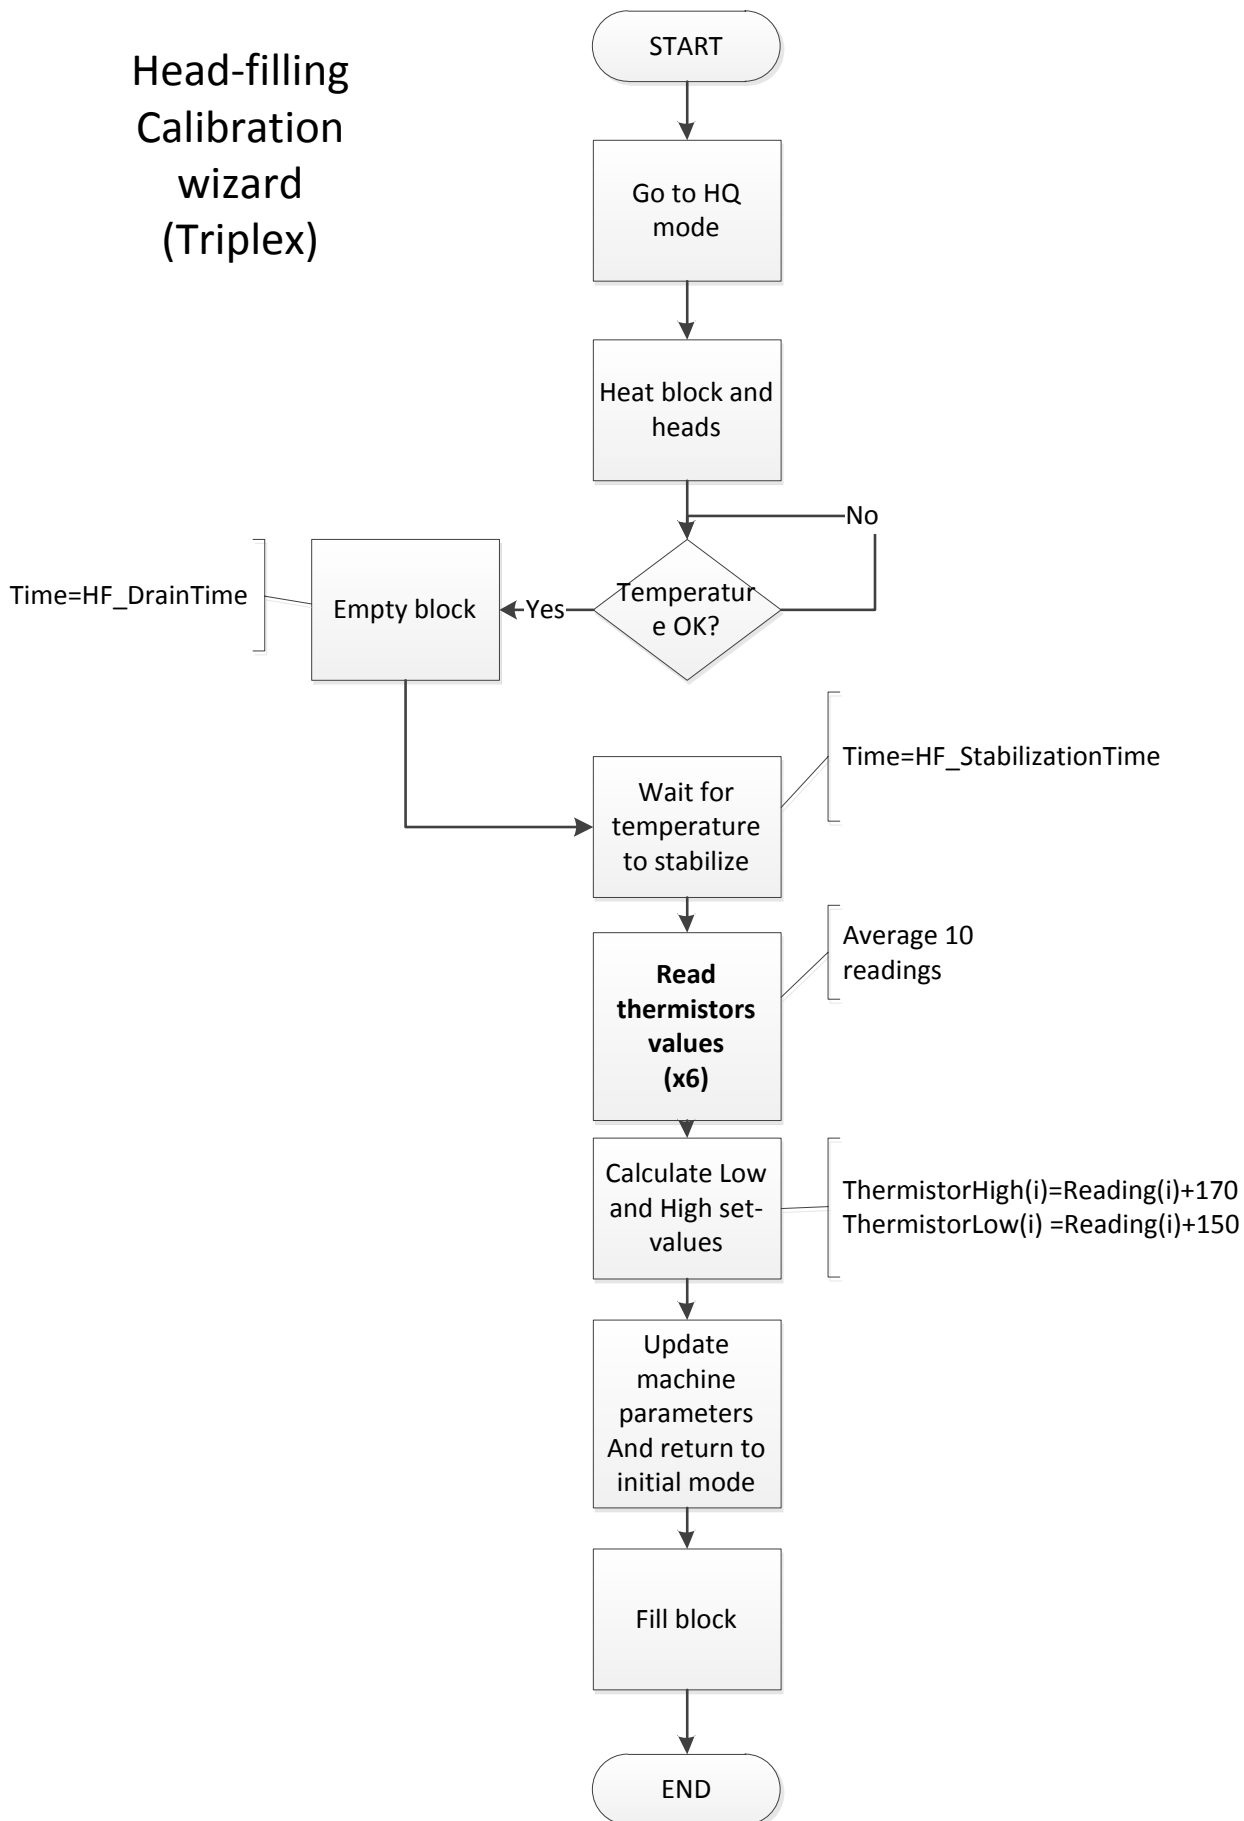 Head-filling
Calibration
wizard
(Triplex)
START
Go to HQ
mode
Heat block and
heads
No
Temperatur
e OK?
Yes
Empty block
Time=HF_DrainTime
Time=HF_StabilizationTime
Wait for
temperature
to stabilize
Average 10
readings
Read
thermistors
values
(x6)
Calculate Low
and High set-
values
ThermistorHigh(i)=Reading(i)+170
ThermistorLow(i) =Reading(i)+150
Update
machine
parameters
And return to
initial mode
Fill block
END